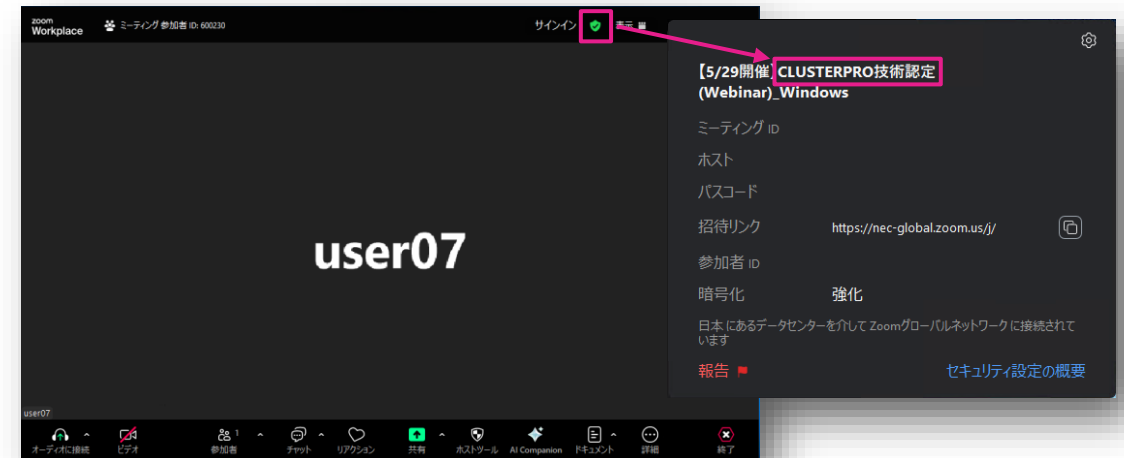 zoom
Workplace
ミーティング 参加者 ID: 600230
サインイン
表示
【5/29開催】CLUSTERPRO技術認定
(Webinar)_Windows
ミーティング ID
ホスト
パスコード
招待リンク https://nec-global.zoom.us/j/
参加者 ID
暗号化 強化
日本 にあるデータセンターを介して Zoomグローバルネットワーク に接続されて
います
報告 セキュリティ設定の概要
user07
user07
オーディオに接続 ビデオ 参加者 1 チャット リアクション 共有 ホストツール AI Companion ドキュメント 詳細 終了